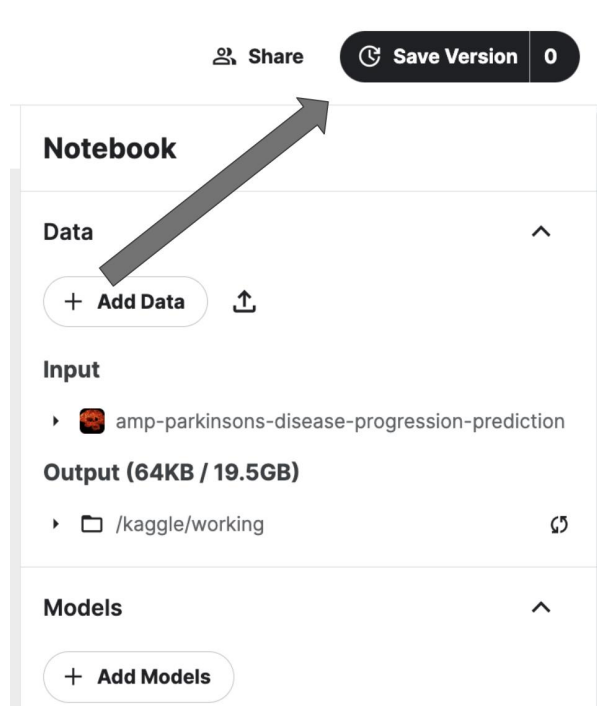 Share
Save Version 0
Notebook
Data
+ Add Data
Input
amp-parkinsons-disease-progression-prediction
Output (64KB / 19.5GB)
/kaggle/working
Models
+ Add Models